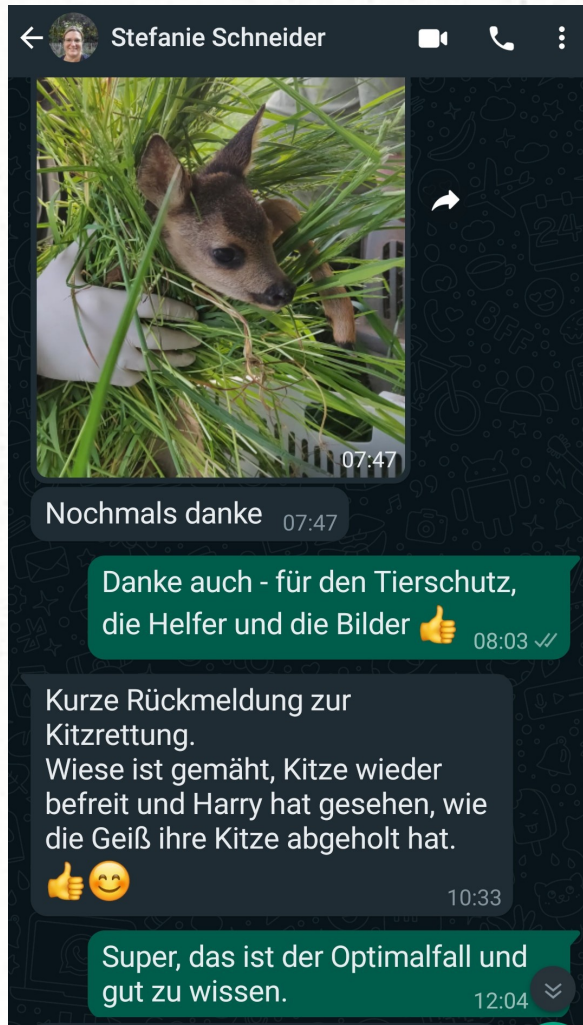 Stefanie Schneider
07:47
Nochmals danke 07:47
Danke auch - für den Tierschutz,
die Helfer und die Bilder 👍 08:03
Kurze Rückmeldung zur
Kitzrettung.
Wiese ist gemäht, Kitze wieder
befreit und Harry hat gesehen, wie
die Geiß ihre Kitze abgeholt hat.
👍😊 10:33
Super, das ist der Optimalfall und
gut zu wissen. 12:04